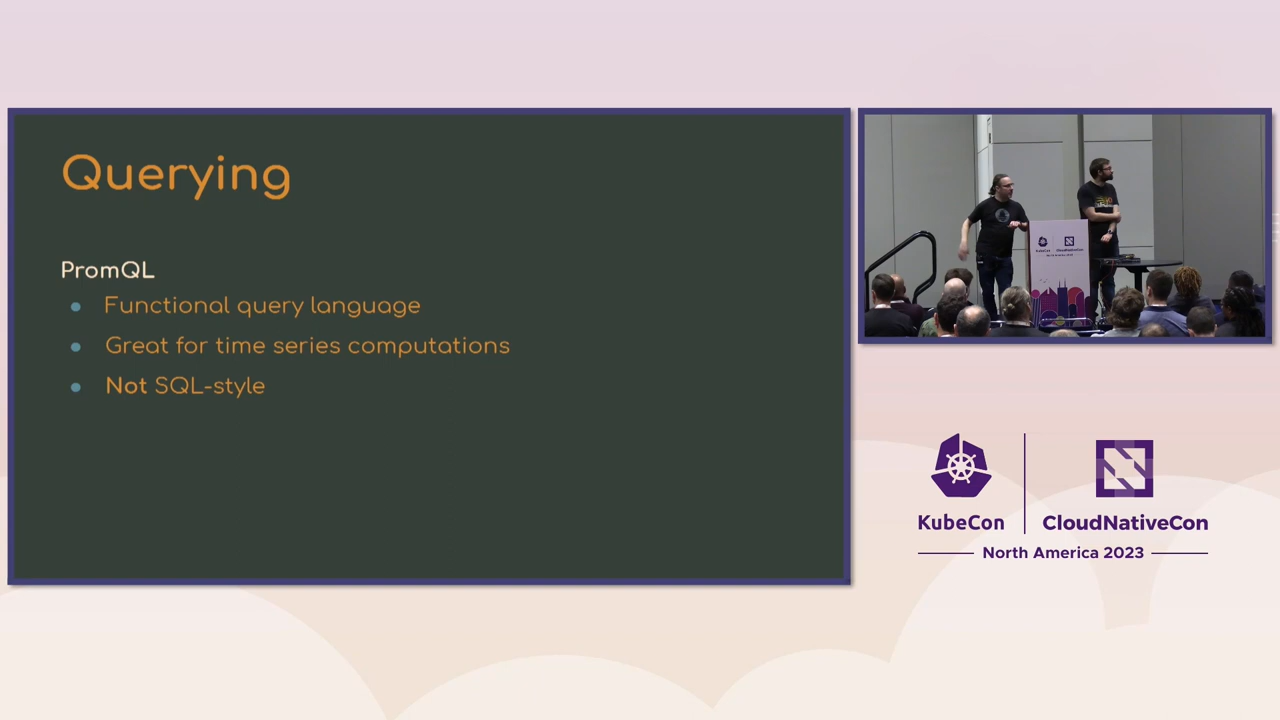 Querying
PromQL
Functional query language
Great for time series computations
Not SQL-style
KubeCon
CloudNativeCon
North America 2023